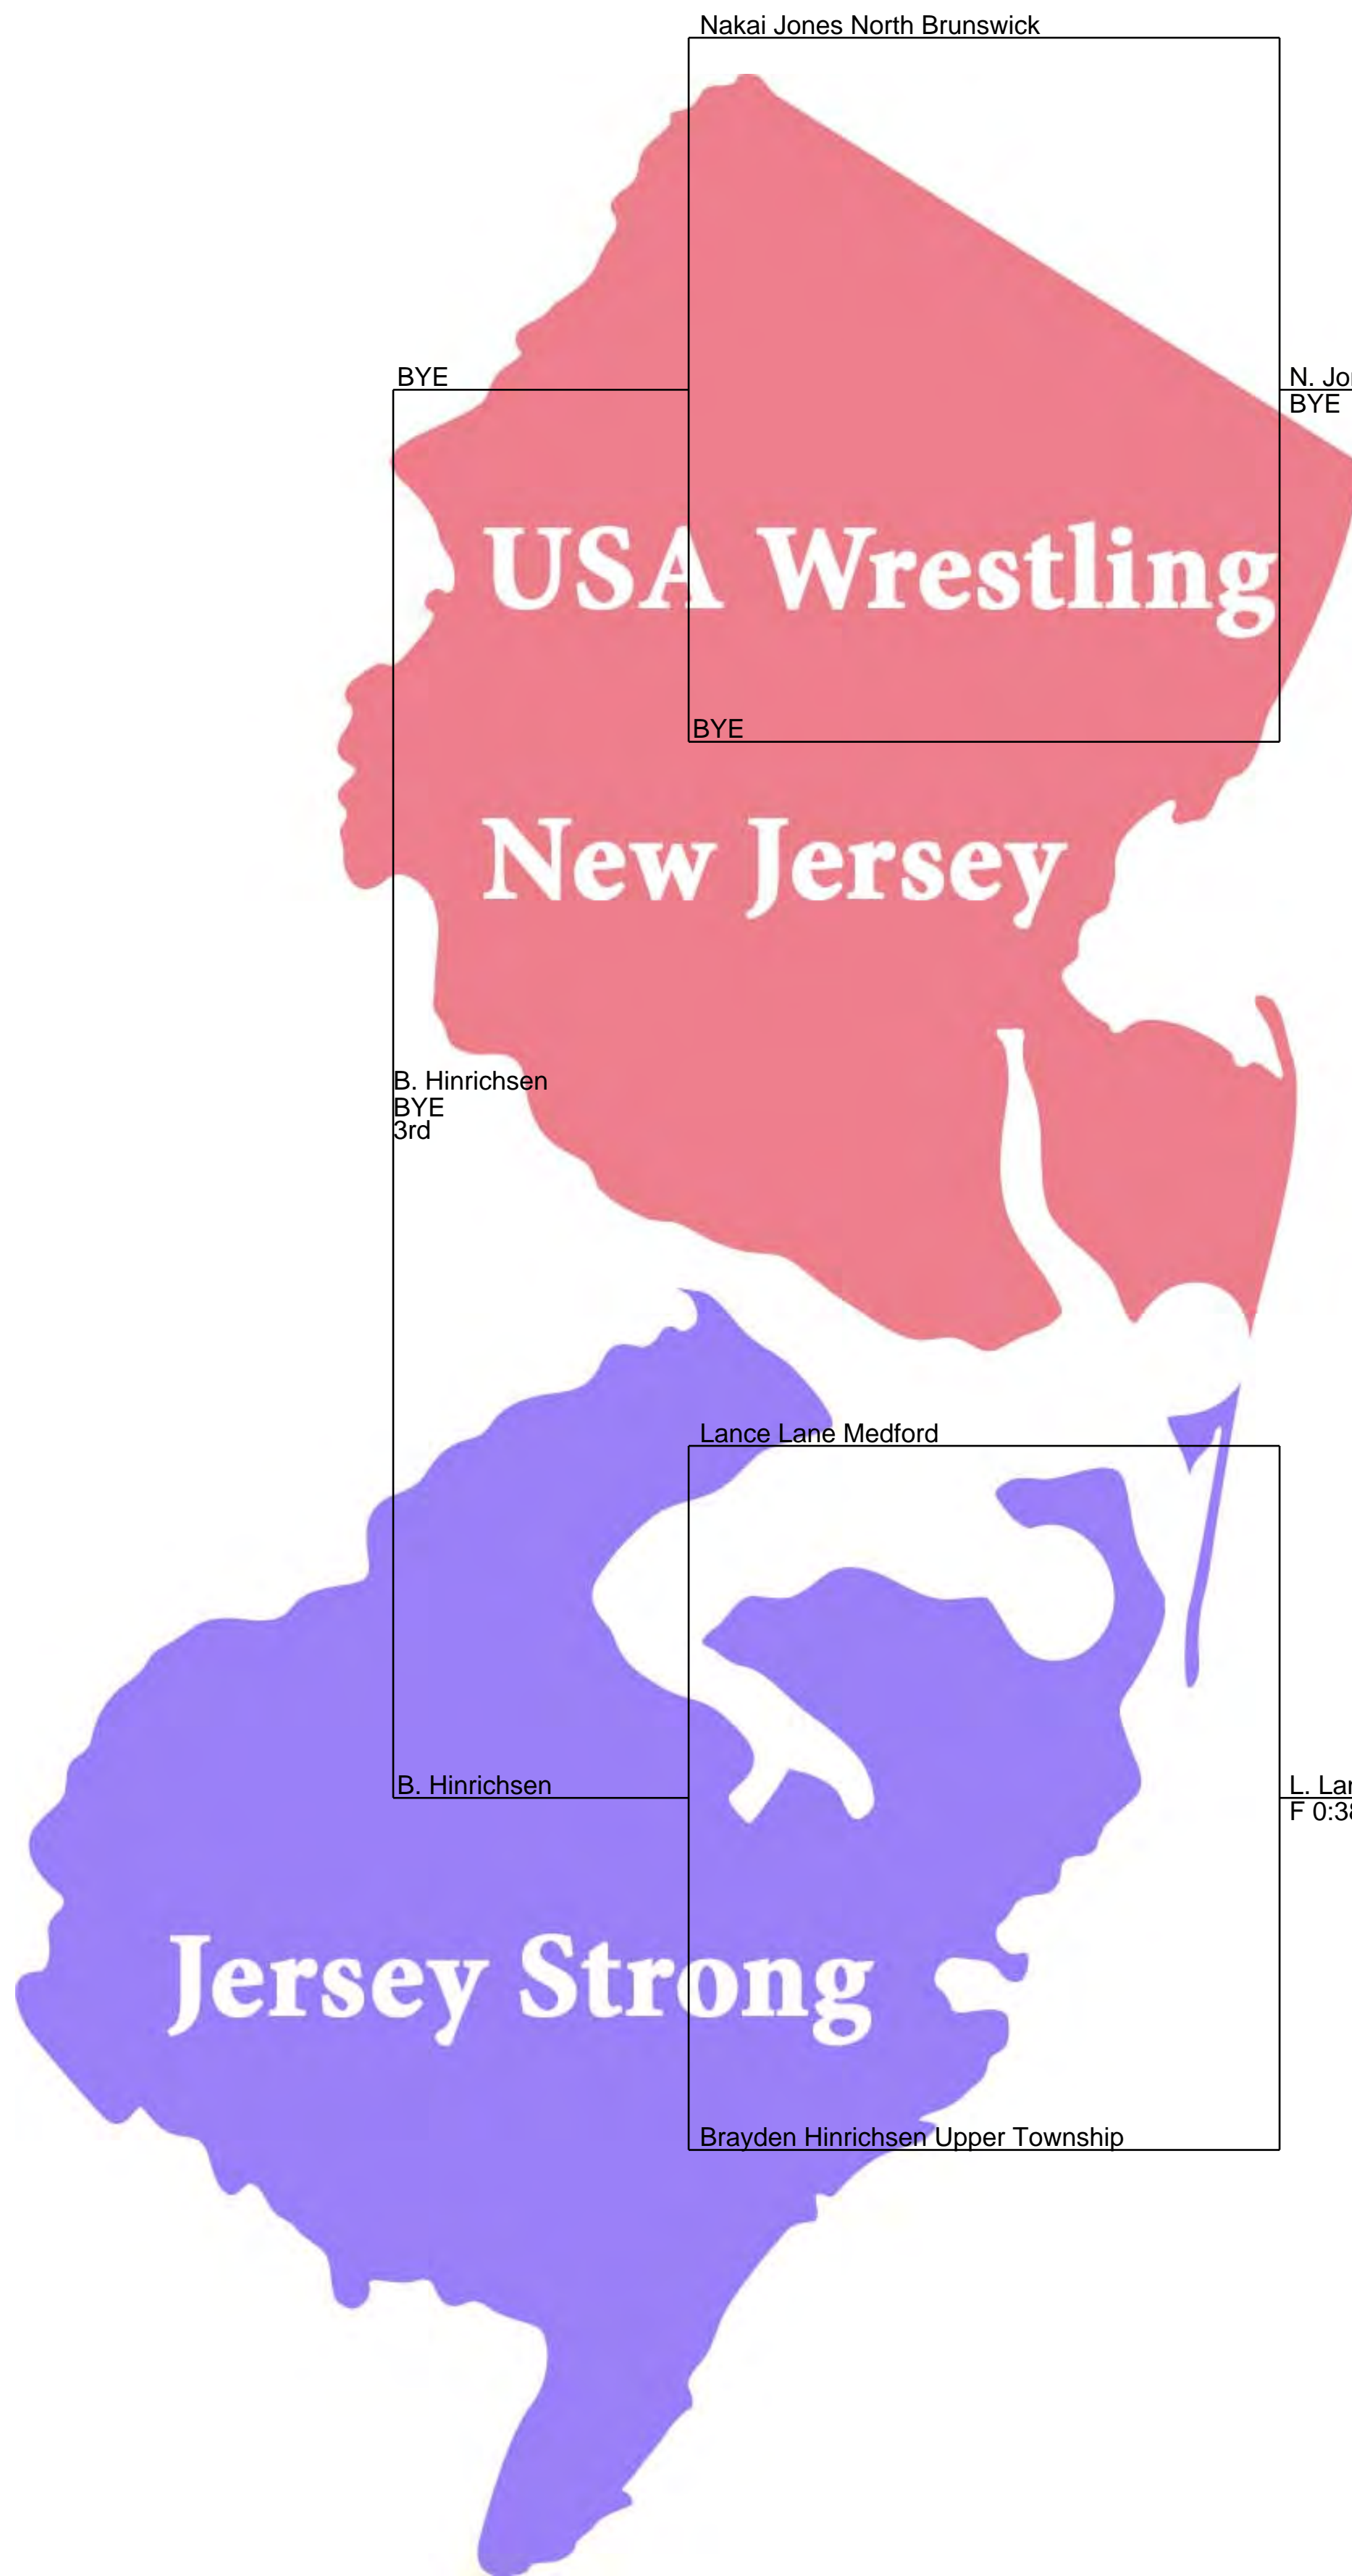 Nakai Jones North Brunswick
BYE
N. Jo
BYE
USA Wrestling
BYE
New Jersey
B. Hinrichsen
BYE
3rd
Lance Lane Medford
B. Hinrichsen
L. La
F 0:38
Jersey Strong
Brayden Hinrichsen Upper Township